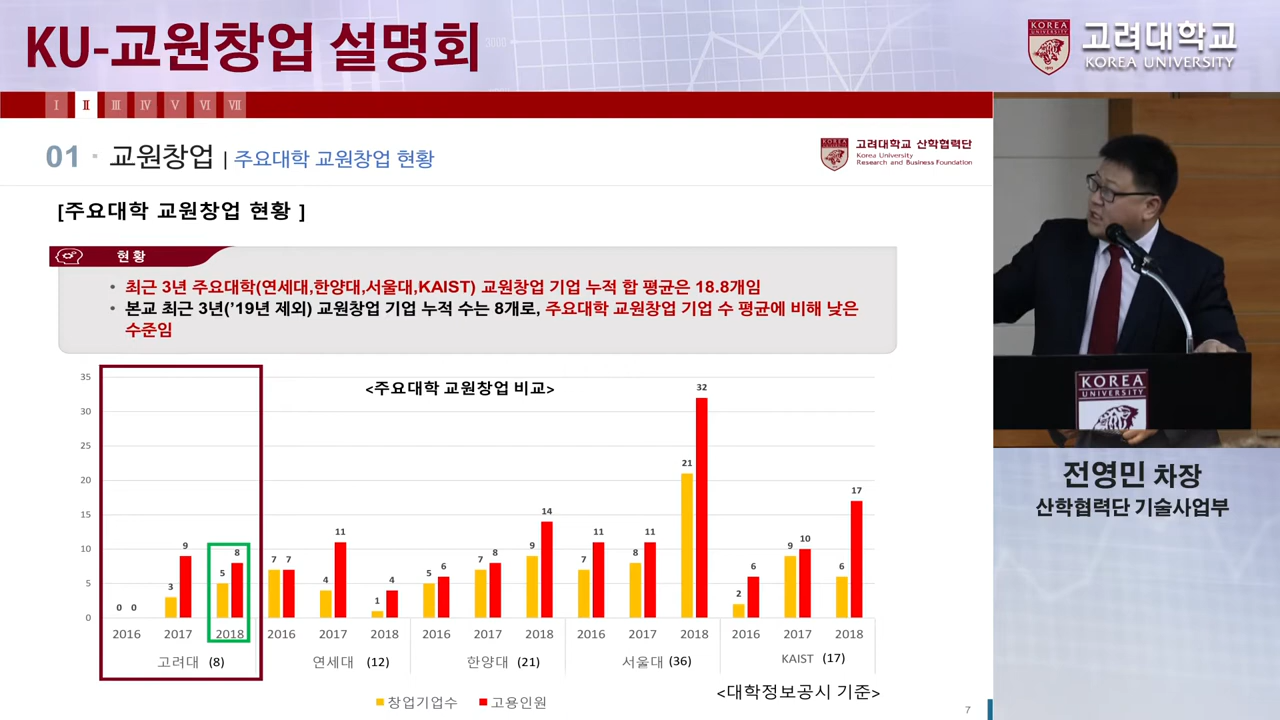 KU-교원창업 설명회
KOREA
UNIVERSITY
고려대학교
KOREA UNIVERSITY
I II III IV V VI VII
01 · 교원창업 | 주요대학 교원창업 현황
고려대학교 산학협력단
Korea University
Research and Business Foundation
[주요대학 교원창업 현황 ]
현황
• 최근 3년 주요대학(연세대,한양대,서울대,KAIST) 교원창업 기업 누적 합 평균은 18.8개임
• 본교 최근 3년('19년 제외) 교원창업 기업 누적 수는 8개로, 주요대학 교원창업 기업 수 평균에 비해 낮은
수준임
<주요대학 교원창업 비교>
35
30
25
20
15
10
5
0
0 0 3 9 5 8 7 7 4 11 1 4 5 6 7 8 9 14 7 11 8 11 21 32 2 6 9 10 6 17
2016 2017 2018 2016 2017 2018 2016 2017 2018 2016 2017 2018 2016 2017 2018
고려대 (8) 연세대 (12) 한양대 (21) 서울대 (36) KAIST (17)
창업기업수 고용인원
<대학정보공시 기준>
7
KOREA
UNIVERSITY
전영민 차장
산학협력단 기술사업부